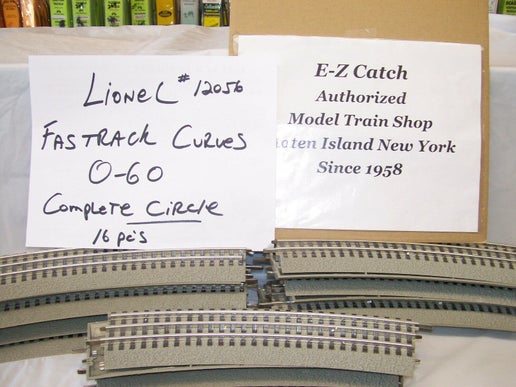 Lionel #12056
FASTRACK CURVES
O-60
Complete Circle
16 pc's
E-Z Catch
Authorized
Model Train Shop
aten Island New York
Since 1958